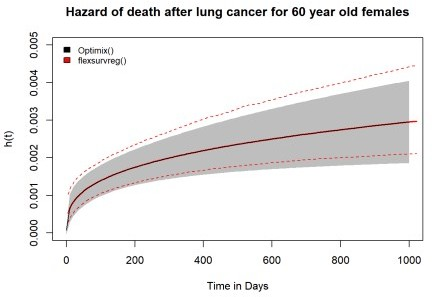 Hazard of death after lung cancer for 60 year old females
Optimix()
flexsurvreg()
h(t)
0.005
0.004
0.003
0.002
0.001
0.000
0 200 400 600 800 1000
Time in Days